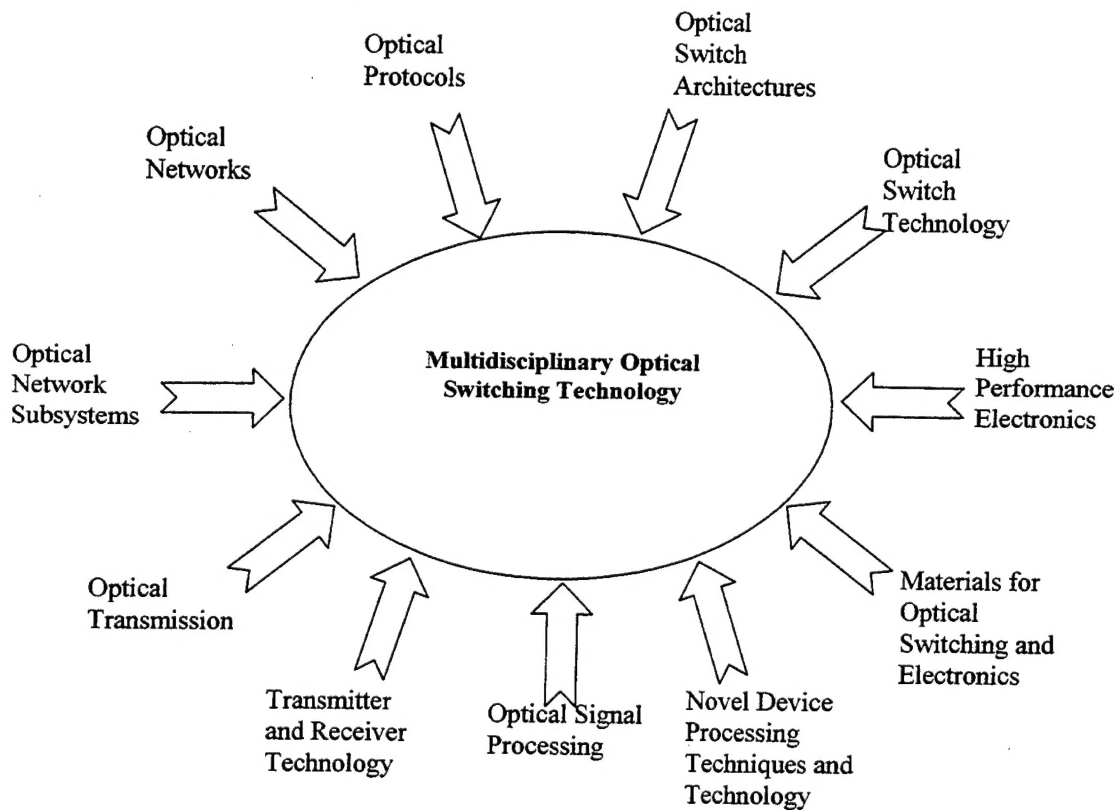 Optical
Protocols
Optical
Switch
Architectures
Optical
Networks
Optical
Switch
Technology
Multidisciplinary Optical
Switching Technology
Optical
Network
Subsystems
High
Performance
Electronics
Optical
Transmission
Materials for
Optical
Switching and
Electronics
Transmitter
and Receiver
Technology
Optical Signal
Processing
Novel Device
Processing
Techniques and
Technology